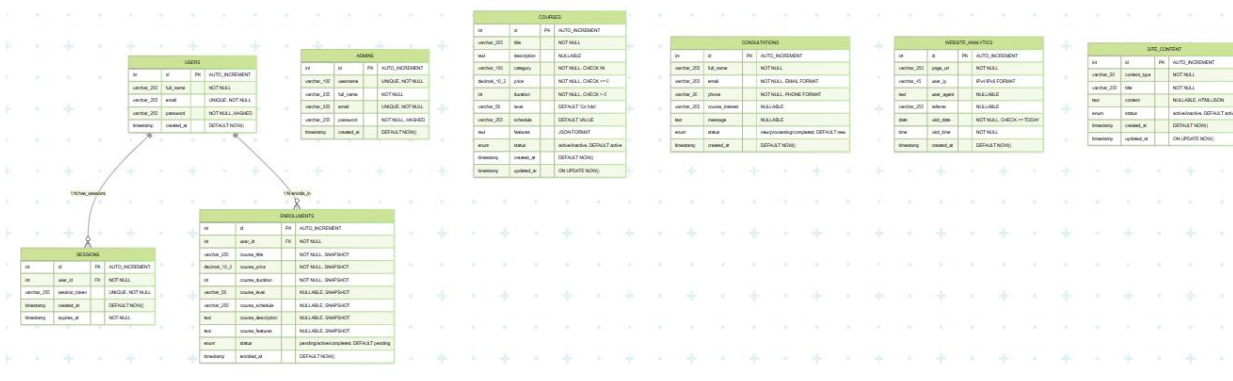 USERS
int id PK AUTO_INCREMENT
varchar_255 full_name NOT NULL
varchar_255 email UNIQUE, NOT NULL
varchar_255 password NOT NULL, HASHED
timestamp created_at DEFAULT NOW()
ADMINS
int id PK AUTO_INCREMENT
varchar_100 username UNIQUE, NOT NULL
varchar_255 full_name NOT NULL
varchar_255 email UNIQUE, NOT NULL
varchar_255 password NOT NULL, HASHED
timestamp created_at DEFAULT NOW()
COURSES
int id PK AUTO_INCREMENT
varchar_255 title NOT NULL
text description NULLABLE
varchar_100 category NOT NULL, CHECK IN
decimal_10_2 price NOT NULL, CHECK >= 0
int duration NOT NULL, CHECK > 0
varchar_50 level
varchar_255 schedule DEFAULT VALUE
text features JSON FORMAT
enum status active/inactive, DEFAULT active
timestamp created_at DEFAULT NOW()
timestamp updated_at ON UPDATE NOW()
CONSULTATIONS
int id PK AUTO_INCREMENT
varchar_255 full_name NOT NULL
varchar_255 email NOT NULL, EMAIL FORMAT
varchar_20 phone NOT NULL, PHONE FORMAT
varchar_255 course_interest NULLABLE
text message NULLABLE
enum status new/processing/completed, DEFAULT new
timestamp created_at DEFAULT NOW()
WEBSITE_ANALYTICS
int id PK AUTO_INCREMENT
varchar_255 page_url NOT NULL
varchar_45 user_ip IPv4/IPv6 FORMAT
text user_agent NULLABLE
varchar_255 referrer NULLABLE
date visit_date NOT NULL, CHECK <= TODAY
time visit_time NOT NULL
timestamp created_at DEFAULT NOW()
SITE_CONTENT
int id PK AUTO_INCREMENT
varchar_50 content_type NOT NULL
varchar_255 title NOT NULL
text content NULLABLE, HTML/JSON
enum status active/inactive, DEFAULT
timestamp created_at DEFAULT NOW()
timestamp updated_at ON UPDATE NOW()
1:N has_sessions
1:N enrolls_in
SESSIONS
int id PK AUTO_INCREMENT
int user_id FK NOT NULL
varchar_255 session_token UNIQUE, NOT NULL
timestamp created_at DEFAULT NOW()
timestamp expires_at NOT NULL
ENROLLMENTS
int id PK AUTO_INCREMENT
int user_id FK NOT NULL
varchar_255 course_title NOT NULL, SNAPSHOT
decimal_10_2 course_price NOT NULL, SNAPSHOT
int course_duration NOT NULL, SNAPSHOT
varchar_50 course_level NULLABLE, SNAPSHOT
varchar_255 course_schedule NULLABLE, SNAPSHOT
text course_description NULLABLE, SNAPSHOT
text course_features NULLABLE, SNAPSHOT
enum status pending/active/completed, DEFAULT pending
timestamp enrolled_at DEFAULT NOW()